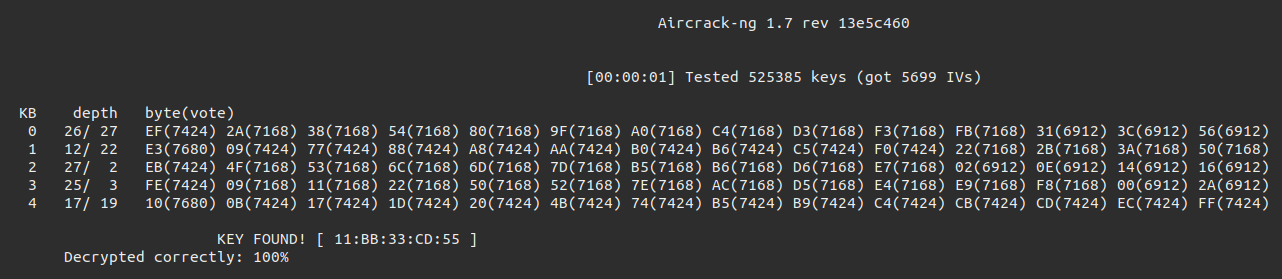 Aircrack-ng 1.7 rev 13e5c460
[00:00:01] Tested 525385 keys (got 5699 IVs)
KB depth byte(vote)
0 26/ 27 EF(7424) 2A(7168) 38(7168) 54(7168) 80(7168) 9F(7168) A0(7168) C4(7168) D3(7168) F3(7168) FB(7168) 31(6912) 3C(6912) 56(6912)
1 12/ 22 E3(7680) 09(7424) 77(7424) 88(7424) A8(7424) AA(7424) B0(7424) B6(7424) C5(7424) F0(7424) 22(7168) 2B(7168) 3A(7168) 50(7168)
2 27/ 2 EB(7424) 4F(7168) 53(7168) 6C(7168) 6D(7168) 7D(7168) B5(7168) B6(7168) D6(7168) E7(7168) 02(6912) 0E(6912) 14(6912) 16(6912)
3 25/ 3 FE(7424) 09(7168) 11(7168) 22(7168) 50(7168) 52(7168) 7E(7168) AC(7168) D5(7168) E4(7168) E9(7168) F8(7168) 00(6912) 2A(6912)
4 17/ 19 10(7680) 0B(7424) 17(7424) 1D(7424) 20(7424) 4B(7424) 74(7424) B5(7424) B9(7424) C4(7424) CB(7424) CD(7424) EC(7424) FF(7424)
KEY FOUND! [ 11:BB:33:CD:55 ]
Decrypted correctly: 100%